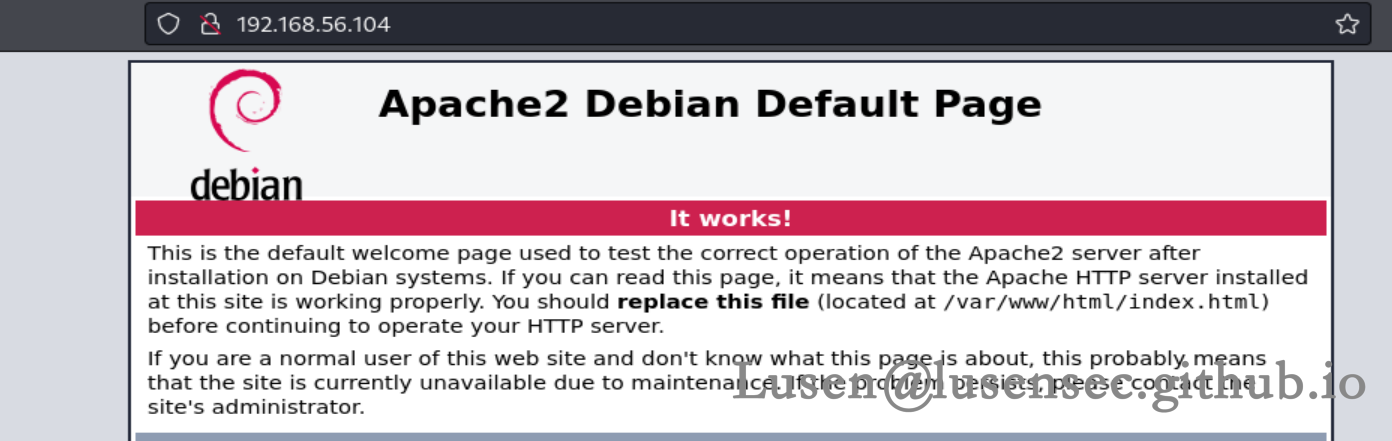 192.168.56.104
Apache2 Debian Default Page
debian
It works!
This is the default welcome page used to test the correct operation of the Apache2 server after
installation on Debian systems. If you can read this page, it means that the Apache HTTP server installed
at this site is working properly. You should replace this file (located at /var/www/html/index.html)
before continuing to operate your HTTP server.
If you are a normal user of this web site and don't know what this page is about, this probably means
that the site is currently unavailable due to maintenance. If the problem persists, please contact the
site's administrator.
Lusen@lusensec.github.io